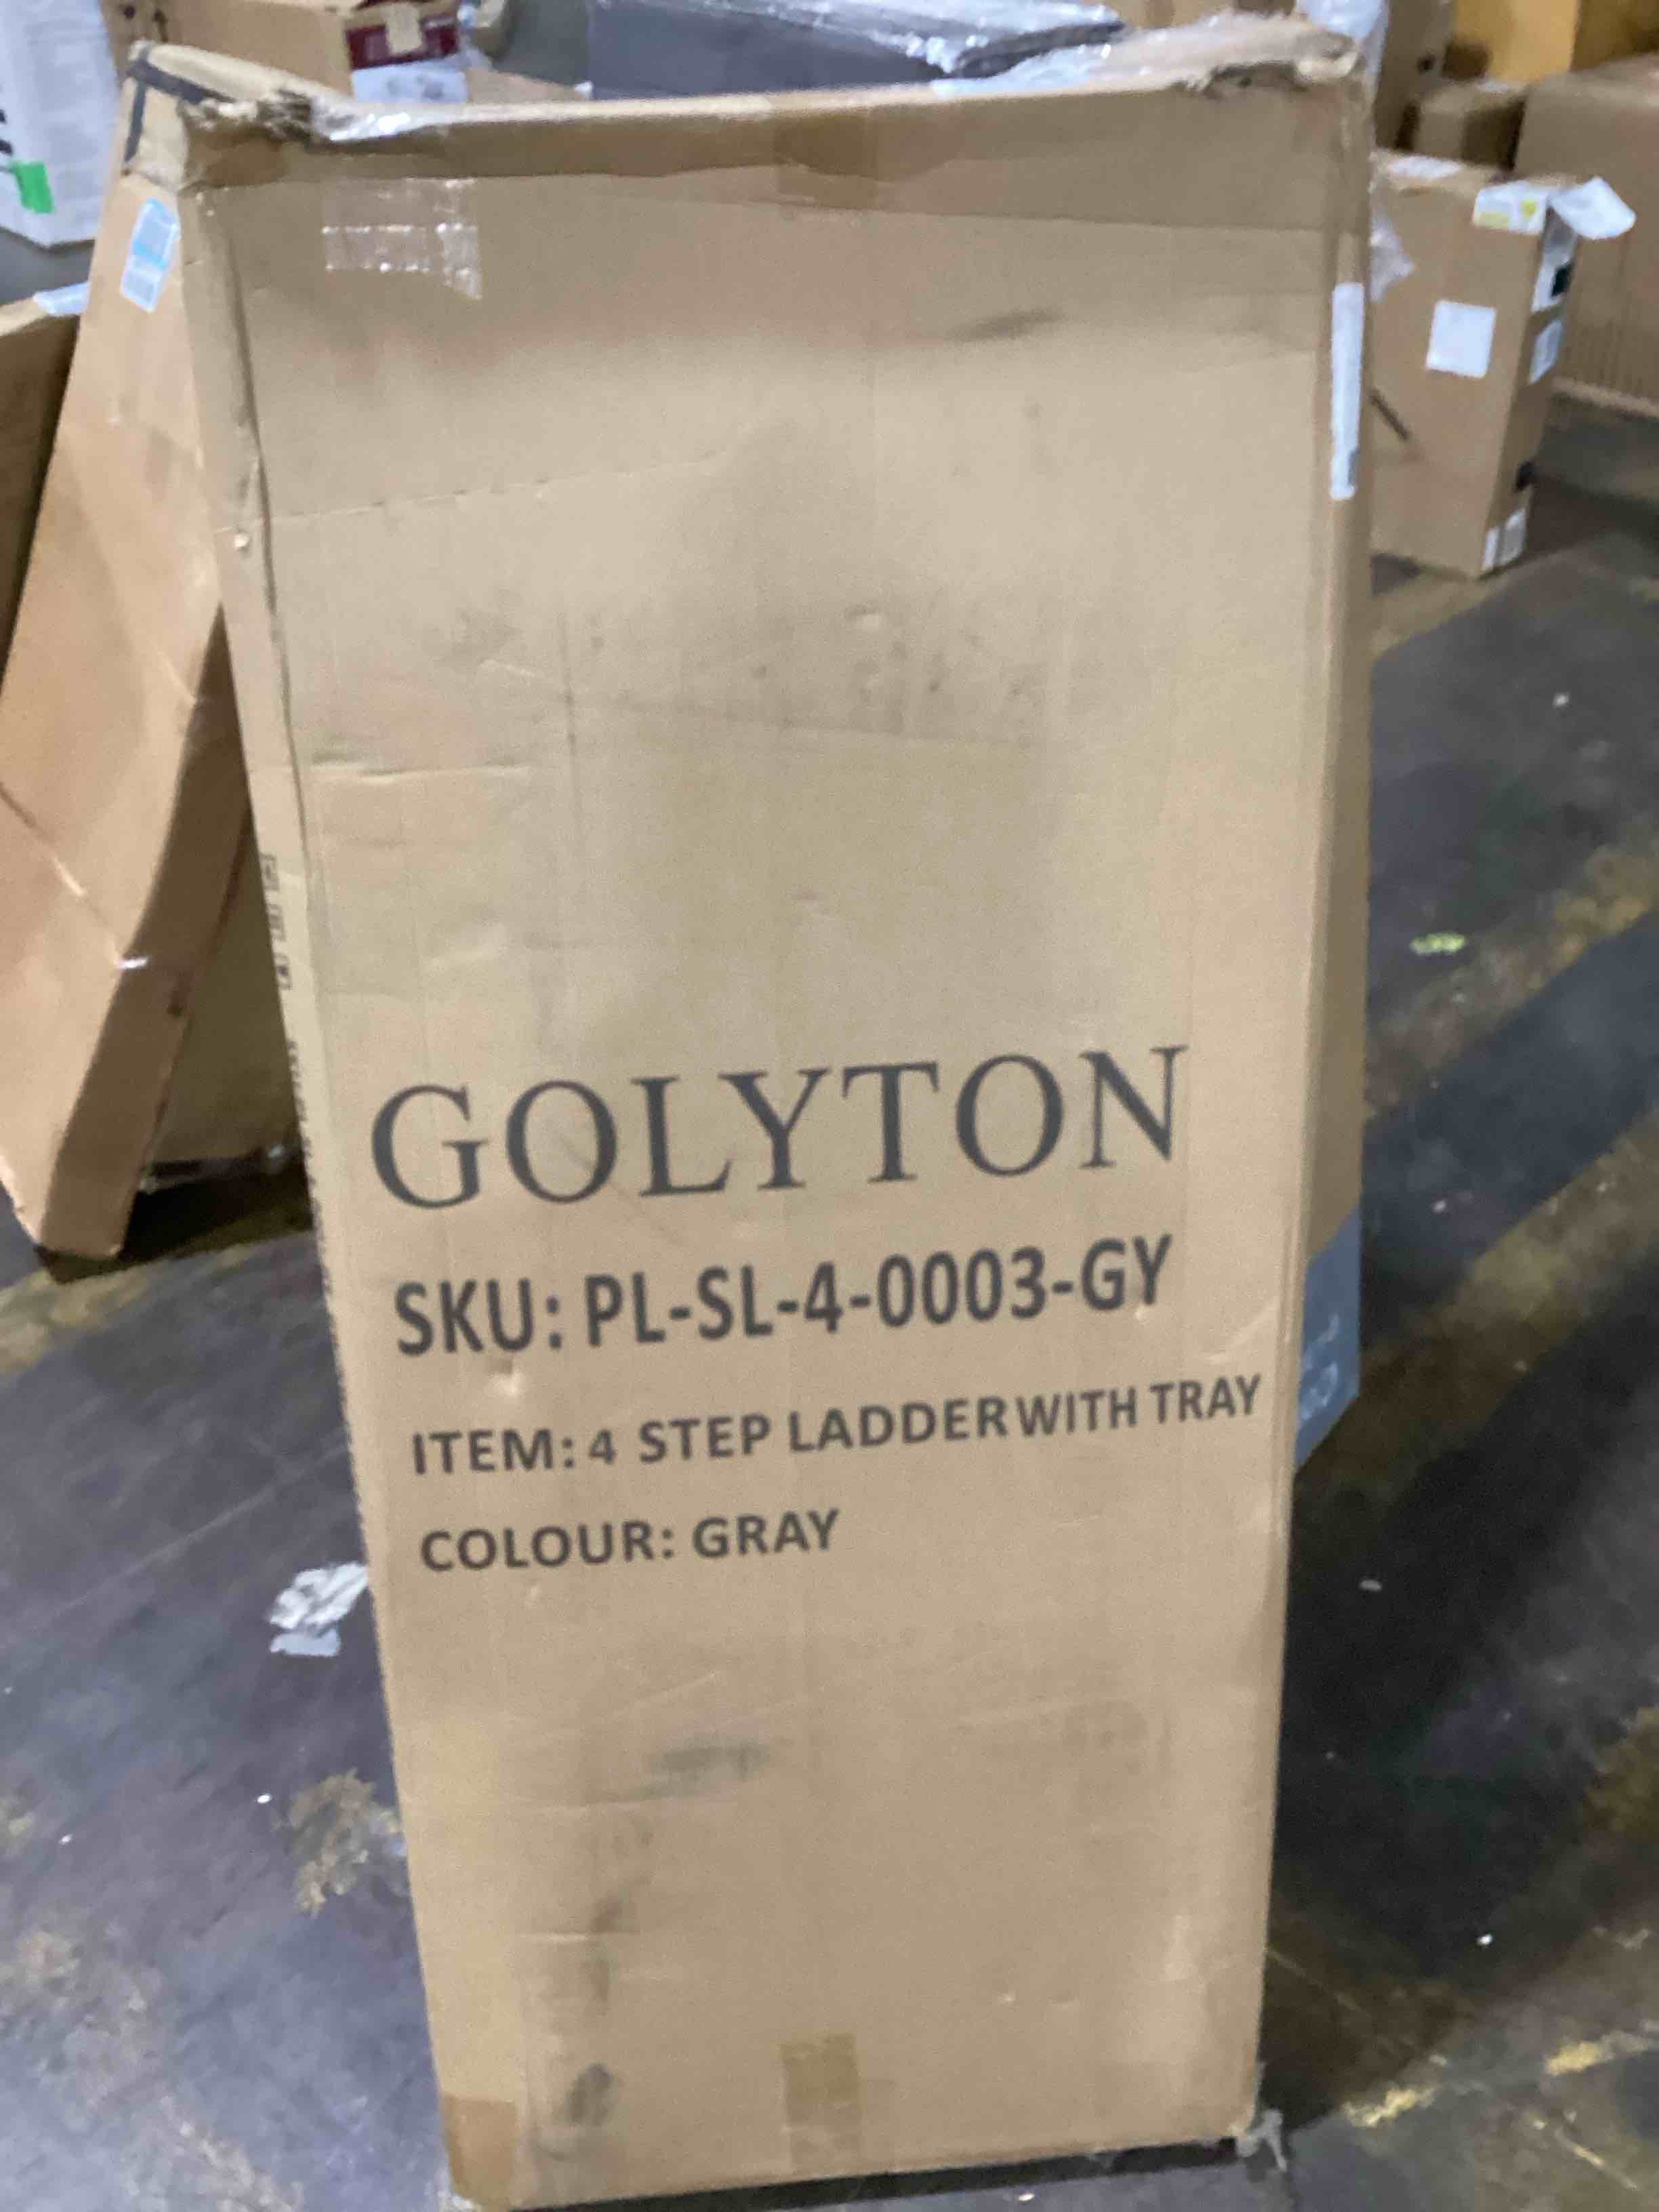 GOLYTON
SKU: PL-SL-4-0003-GY
ITEM: 4 STEP LADDER WITH TRAY
COLOUR: GRAY